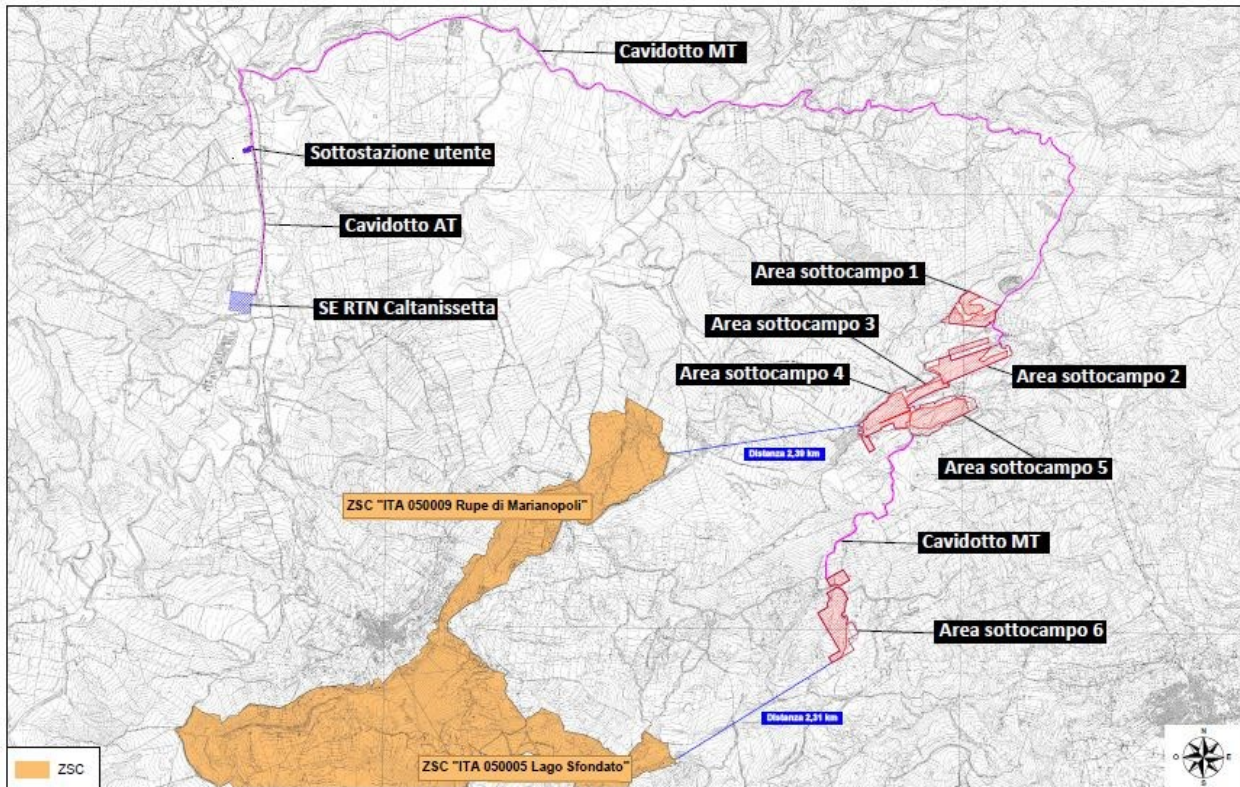 Cavidotto MT
Sottostazione utente
Cavidotto AT
SE RTN Caltanissetta
Area sottocampo 1
Area sottocampo 3
Area sottocampo 4
Area sottocampo 2
Distanza 2,39 km
Area sottocampo 5
ZSC "ITA 050009 Rupe di Marianopoli"
Cavidotto MT
Area sottocampo 6
Distanza 2,31 km
ZSC "ITA 050005 Lago Sfondato"
ZSC
N
O
E
S